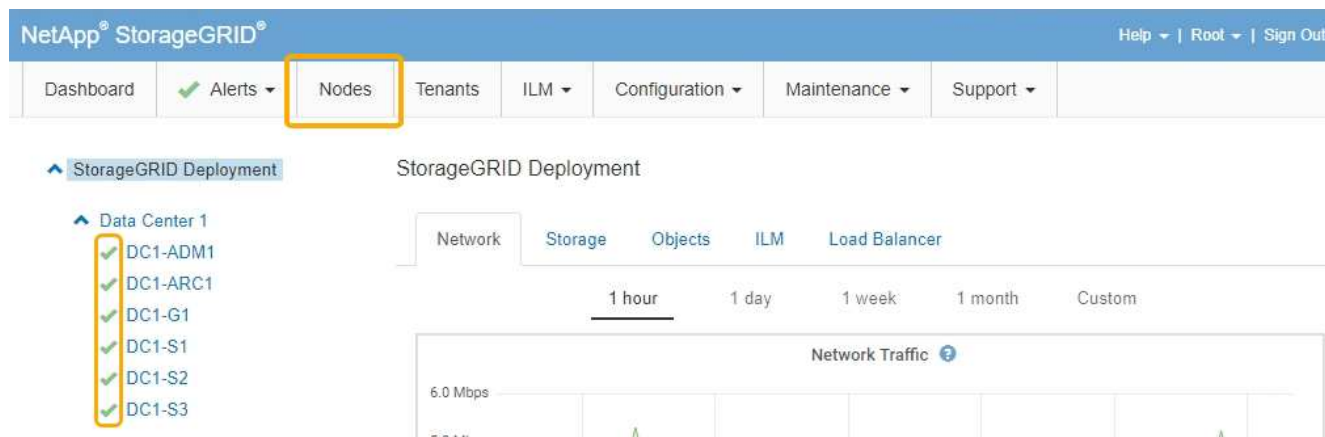 NetApp® StorageGRID®
Help | Root | Sign Out
Dashboard Alerts Nodes Tenants ILM Configuration Maintenance Support
StorageGRID Deployment
Data Center 1
DC1-ADM1
DC1-ARC1
DC1-G1
DC1-S1
DC1-S2
DC1-S3
StorageGRID Deployment
Network Storage Objects ILM Load Balancer
1 hour 1 day 1 week 1 month Custom
Network Traffic ?
6.0 Mbps